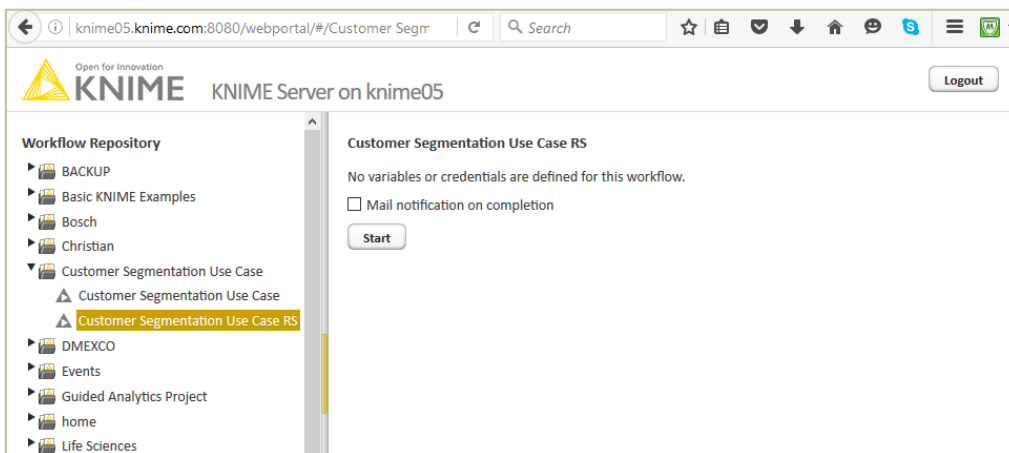 knime05.knime.com:8080/webportal/#/Customer Segm
Search
Open for Innovation
KNIME
KNIME Server on knime05
Logout
Workflow Repository
BACKUP
Basic KNIME Examples
Bosch
Christian
Customer Segmentation Use Case
Customer Segmentation Use Case
Customer Segmentation Use Case RS
DMEXCO
Events
Guided Analytics Project
home
Life Sciences
Customer Segmentation Use Case RS
No variables or credentials are defined for this workflow.
Mail notification on completion
Start